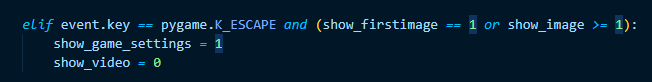 elif event.key == pygame.K_ESCAPE and (show_firstimage == 1 or show_image >= 1):
    show_game_settings = 1
    show_video = 0